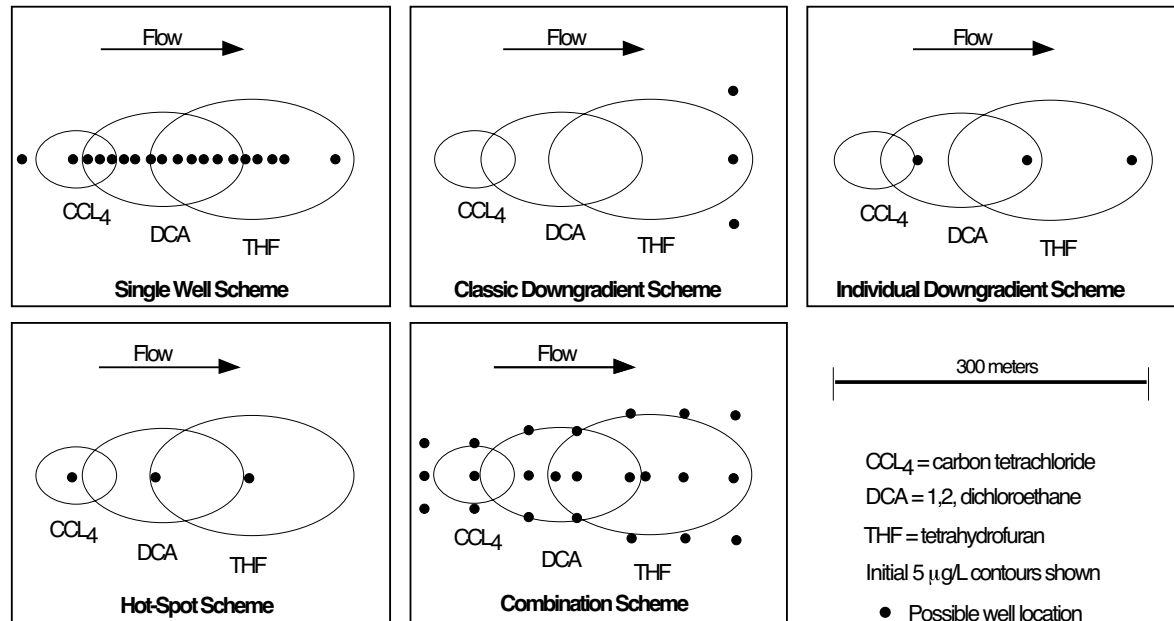 Flow
CCL4
DCA
THF
Single Well Scheme
Flow
CCL4
DCA
THF
Classic Downgradient Scheme
Flow
CCL4
DCA
THF
Individual Downgradient Scheme
Flow
CCL4
DCA
THF
Hot-Spot Scheme
Flow
CCL4
DCA
THF
Combination Scheme
300 meters
CCL4 = carbon tetrachloride
DCA = 1,2, dichloroethane
THF = tetrahydrofuran
Initial 5 μg/L contours shown
● Possible well location